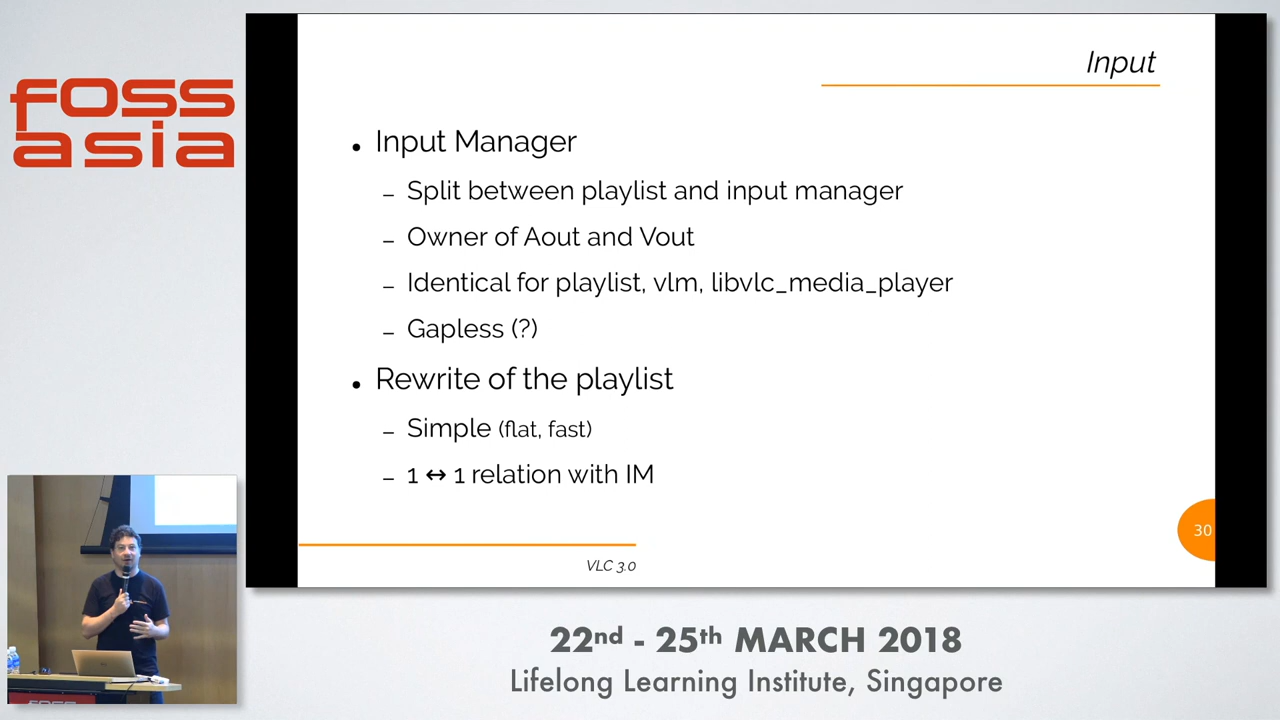 foss
asia
Input
• Input Manager
– Split between playlist and input manager
– Owner of Aout and Vout
– Identical for playlist, vlm, libvlc_media_player
– Gapless (?)
• Rewrite of the playlist
– Simple (flat, fast)
– 1 ↔ 1 relation with IM
30
VLC 3.0
22nd - 25th MARCH 2018
Lifelong Learning Institute, Singapore